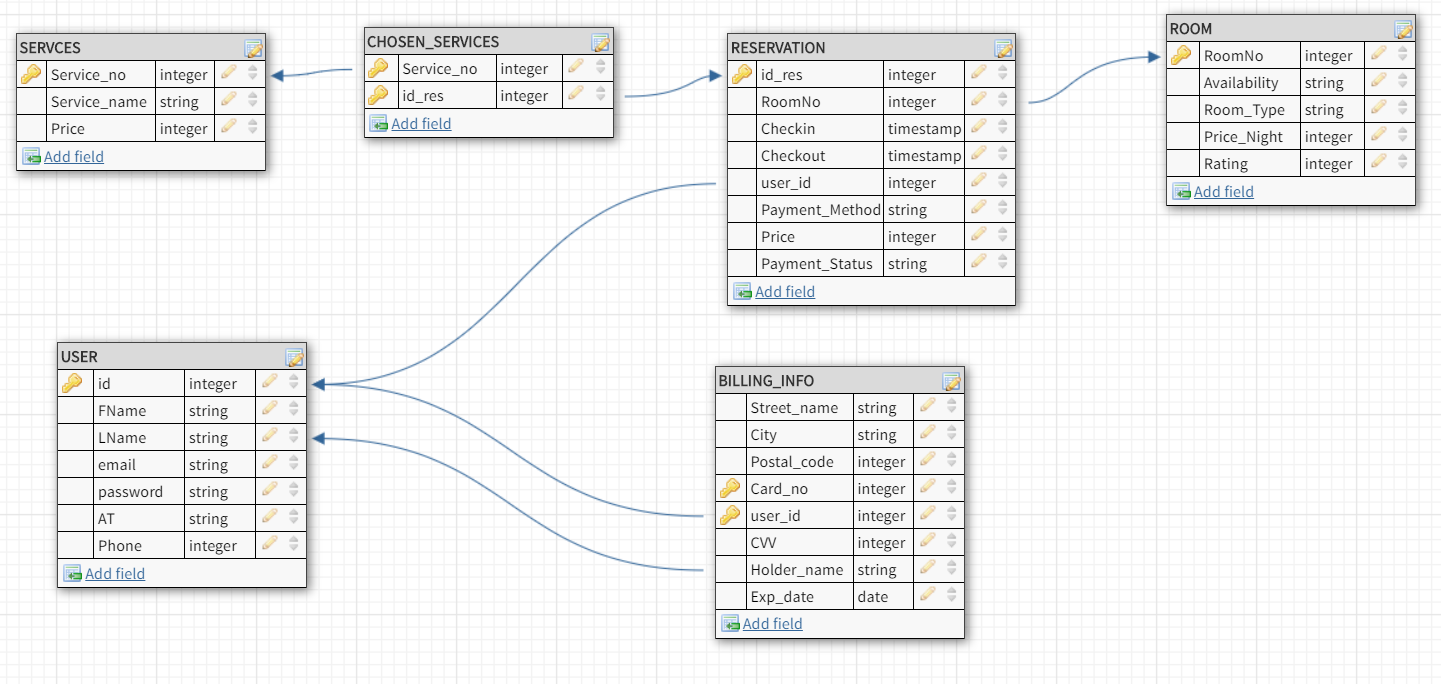 SERVCES
Service_no integer
Service_name string
Price integer
Add field
CHOSEN_SERVICES
Service_no integer
id_res integer
Add field
RESERVATION
id_res integer
RoomNo integer
Checkin timestamp
Checkout timestamp
user_id integer
Payment_Method string
Price integer
Payment_Status string
Add field
ROOM
RoomNo integer
Availability string
Room_Type string
Price_Night integer
Rating integer
Add field
USER
id integer
FName string
LName string
email string
password string
AT string
Phone integer
Add field
BILLING_INFO
Street_name string
City string
Postal_code integer
Card_no integer
user_id integer
CVV integer
Holder_name string
Exp_date date
Add field